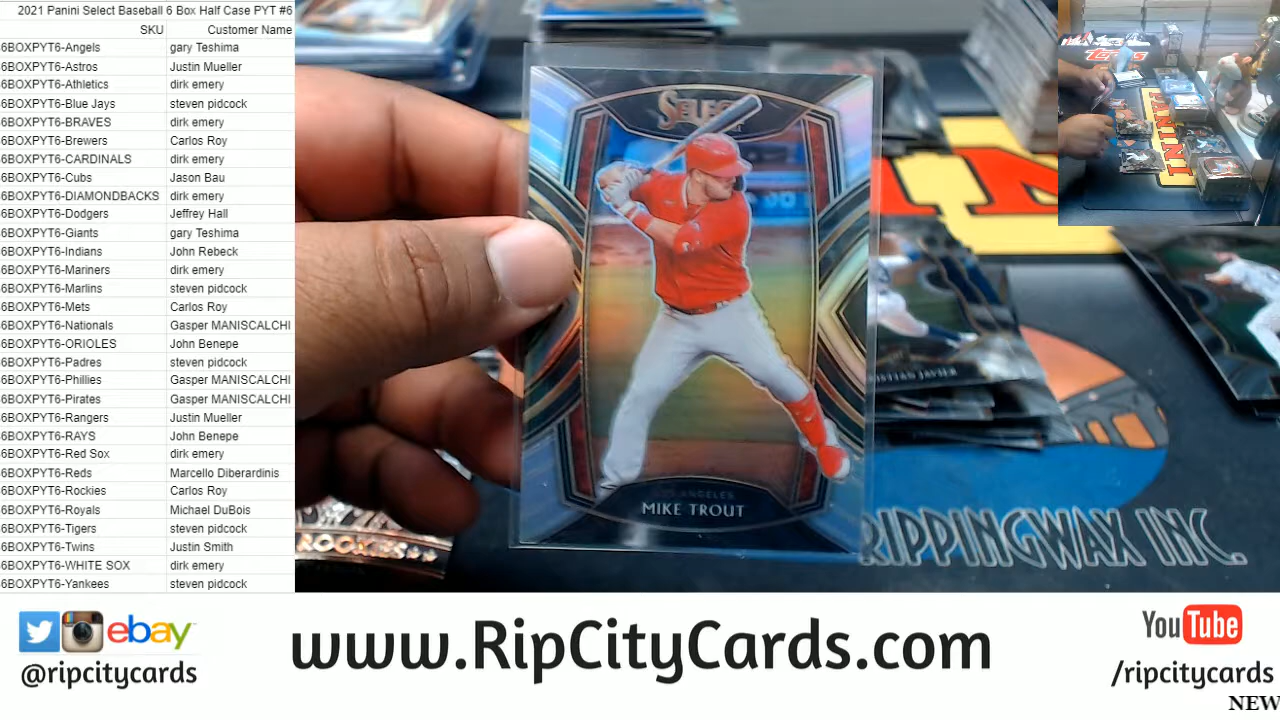 2021 Panini Select Baseball 6 Box Half Case PYT #6
SKU Customer Name
6BOXPYT6-Angels gary Teshima
6BOXPYT6-Astros Justin Mueller
6BOXPYT6-Athletics dirk emery
6BOXPYT6-Blue Jays steven pidcock
6BOXPYT6-BRAVES dirk emery
6BOXPYT6-Brewers Carlos Roy
6BOXPYT6-CARDINALS dirk emery
6BOXPYT6-Cubs Jason Bau
6BOXPYT6-DIAMONDBACKS dirk emery
6BOXPYT6-Dodgers Jeffrey Hall
6BOXPYT6-Giants gary Teshima
6BOXPYT6-Indians John Rebeck
6BOXPYT6-Mariners dirk emery
6BOXPYT6-Marlins steven pidcock
6BOXPYT6-Mets Carlos Roy
6BOXPYT6-Nationals Gasper MANISCALCHI
6BOXPYT6-ORIOLES John Benepe
6BOXPYT6-Padres steven pidcock
6BOXPYT6-Phillies Gasper MANISCALCHI
6BOXPYT6-Pirates Gasper MANISCALCHI
6BOXPYT6-Rangers Justin Mueller
6BOXPYT6-RAYS John Benepe
6BOXPYT6-Red Sox dirk emery
6BOXPYT6-Reds Marcello Diberardinis
6BOXPYT6-Rockies Carlos Roy
6BOXPYT6-Royals Michael DuBois
6BOXPYT6-Tigers steven pidcock
6BOXPYT6-Twins Justin Smith
6BOXPYT6-WHITE SOX dirk emery
6BOXPYT6-Yankees steven pidcock
SELECT
LOS ANGELES
MIKE TROUT
JAVIER
ROOKIES
RIPPINGWAX INC.
Topps
PANINI
ebay
@ripcitycards
www.RipCityCards.com
YouTube
/ripcitycards
NEW